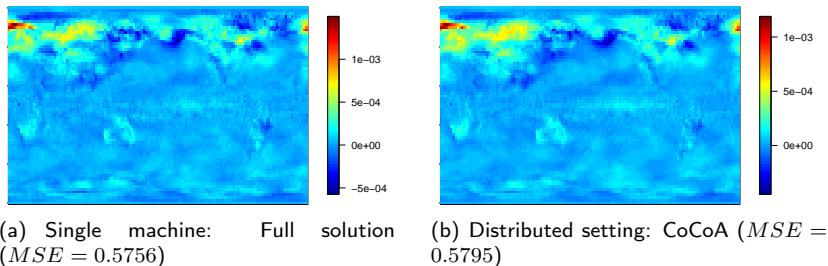 1e−03
5e−04
0e+00
−5e−04
1e−03
5e−04
0e+00
(a) Single machine: Full solution
(MSE = 0.5756)
(b) Distributed setting: CoCoA (MSE =
0.5795)